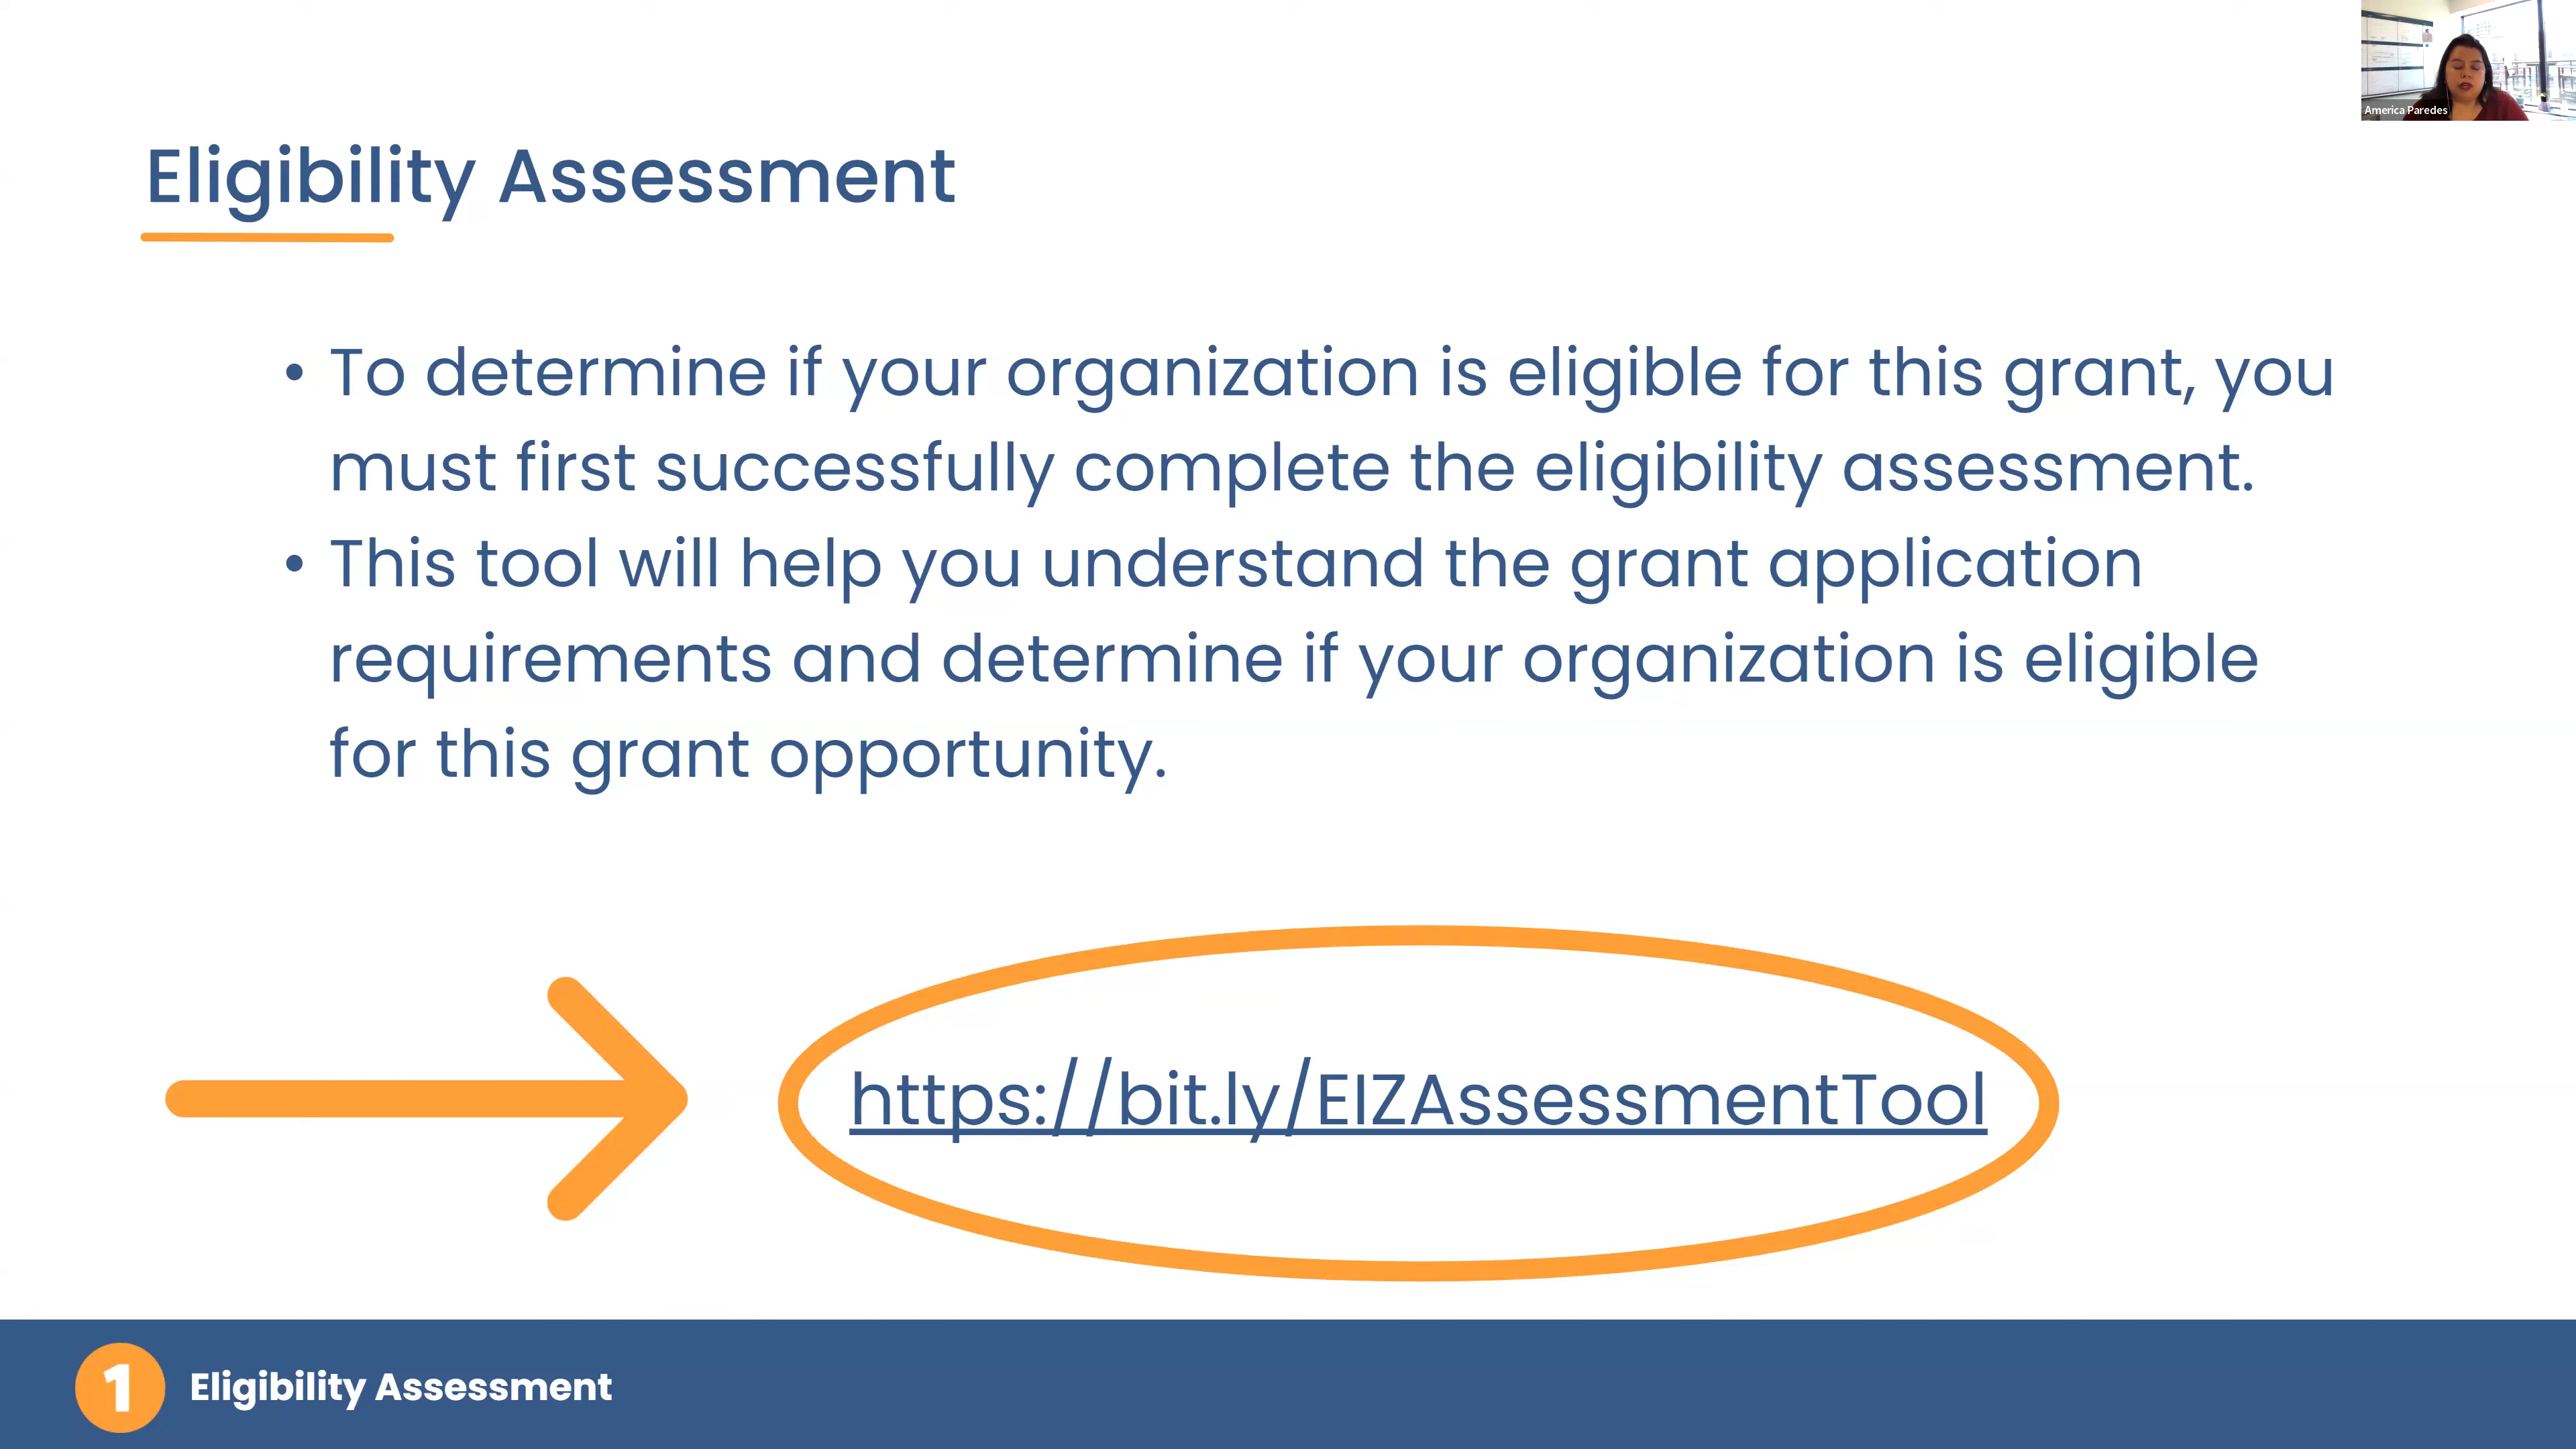 America Paredes
Eligibility Assessment
• To determine if your organization is eligible for this grant, you
must first successfully complete the eligibility assessment.
• This tool will help you understand the grant application
requirements and determine if your organization is eligible
for this grant opportunity.
https://bit.ly/EIZAssessmentTool
1 Eligibility Assessment